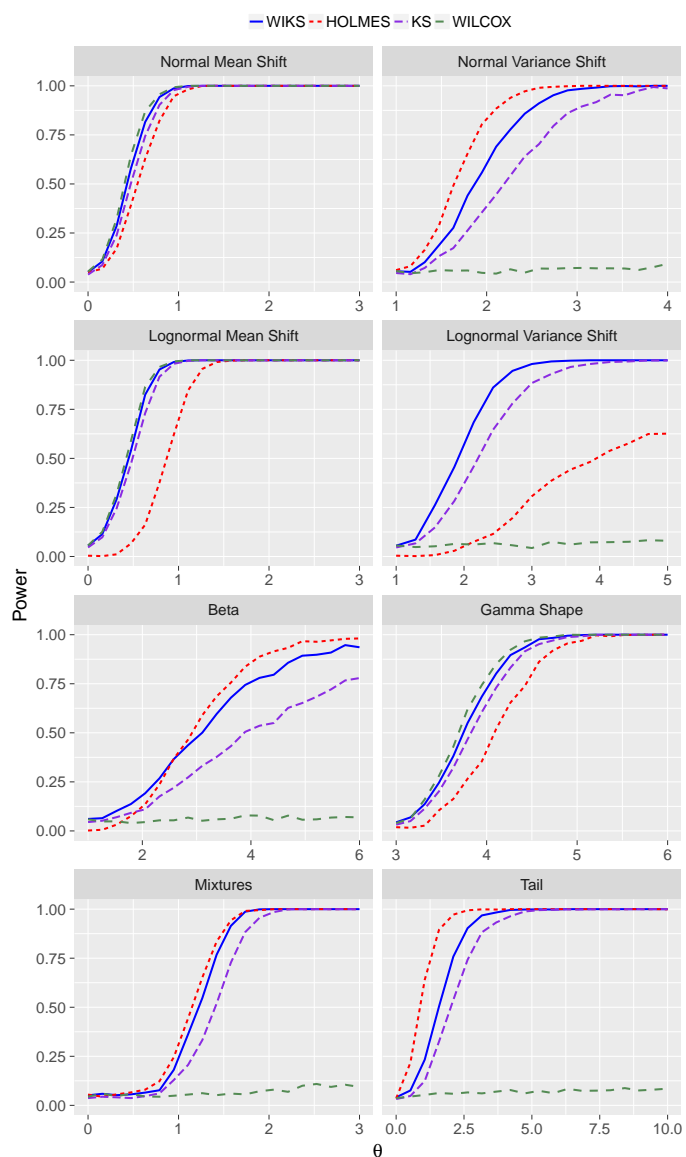 WIKS HOLMES KS WILCOX
Normal Mean Shift
Normal Variance Shift
1.00
0.75
0.50
0.25
0.00
0 1 2 3
1 2 3 4
Lognormal Mean Shift
Lognormal Variance Shift
1.00
0.75
0.50
0.25
0.00
0 1 2 3
1 2 3 4 5
Power
Beta
Gamma Shape
1.00
0.75
0.50
0.25
0.00
2 4 6
3 4 5 6
Mixtures
Tail
1.00
0.75
0.50
0.25
0.00
0 1 2 3
0.0 2.5 5.0 7.5 10.0
θ